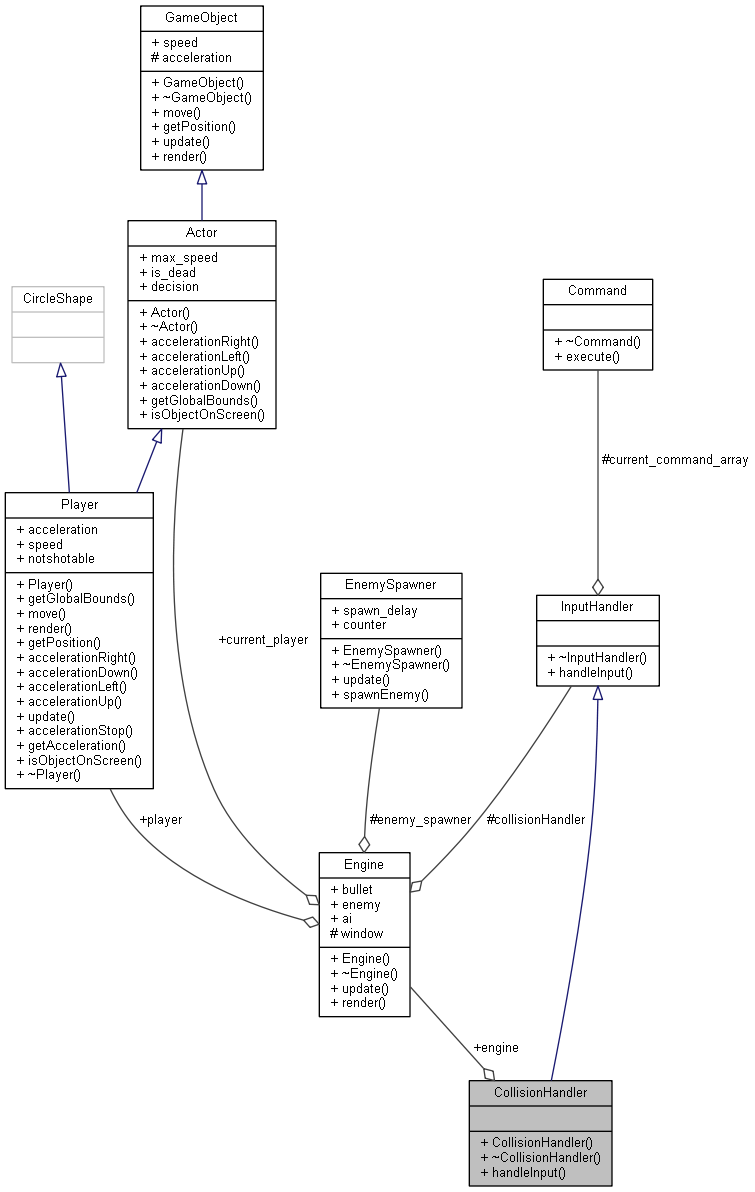 GameObject
+ speed
# acceleration
+ GameObject()
+ ~GameObject()
+ move()
+ getPosition()
+ update()
+ render()
Actor
+ max_speed
+ is_dead
+ decision
+ Actor()
+ ~Actor()
+ accelerationRight()
+ accelerationLeft()
+ accelerationUp()
+ accelerationDown()
+ getGlobalBounds()
+ isObjectOnScreen()
CircleShape
Command
+ ~Command()
+ execute()
#current_command_array
Player
+ acceleration
+ speed
+ notshotable
+ Player()
+ getGlobalBounds()
+ move()
+ render()
+ getPosition()
+ accelerationRight()
+ accelerationDown()
+ accelerationLeft()
+ accelerationUp()
+ update()
+ accelerationStop()
+ getAcceleration()
+ isObjectOnScreen()
+ ~Player()
+current_player
EnemySpawner
+ spawn_delay
+ counter
+ EnemySpawner()
+ ~EnemySpawner()
+ update()
+ spawnEnemy()
InputHandler
+ ~InputHandler()
+ handleInput()
+player
#enemy_spawner
#collisionHandler
Engine
+ bullet
+ enemy
+ ai
# window
+ Engine()
+ ~Engine()
+ update()
+ render()
+engine
CollisionHandler
+ CollisionHandler()
+ ~CollisionHandler()
+ handleInput()